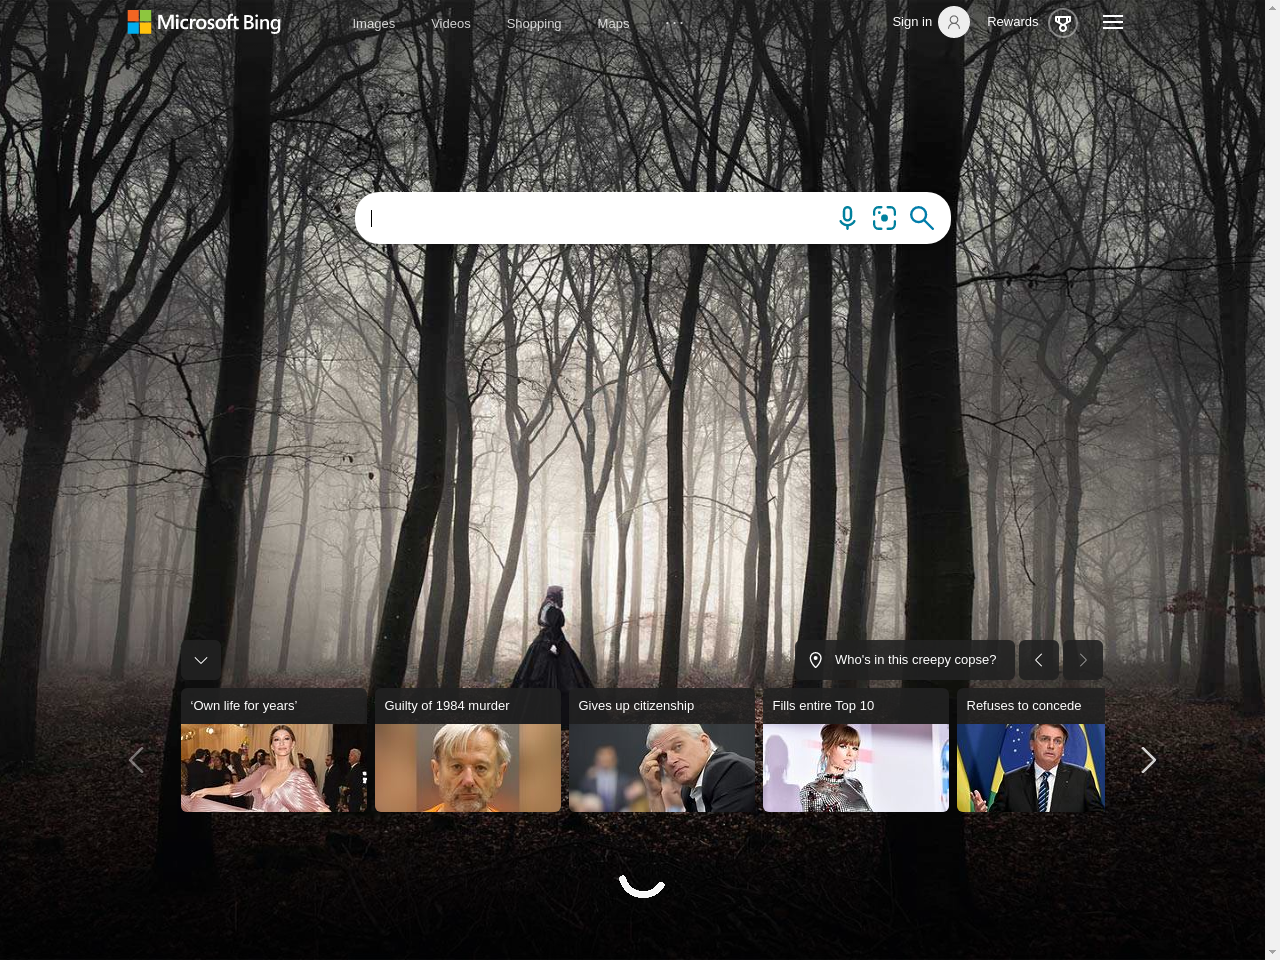 Microsoft Bing
Images Videos Shopping Maps ···
Sign in Rewards
Who's in this creepy copse?
‘Own life for years’
Guilty of 1984 murder
Gives up citizenship
Fills entire Top 10
Refuses to concede